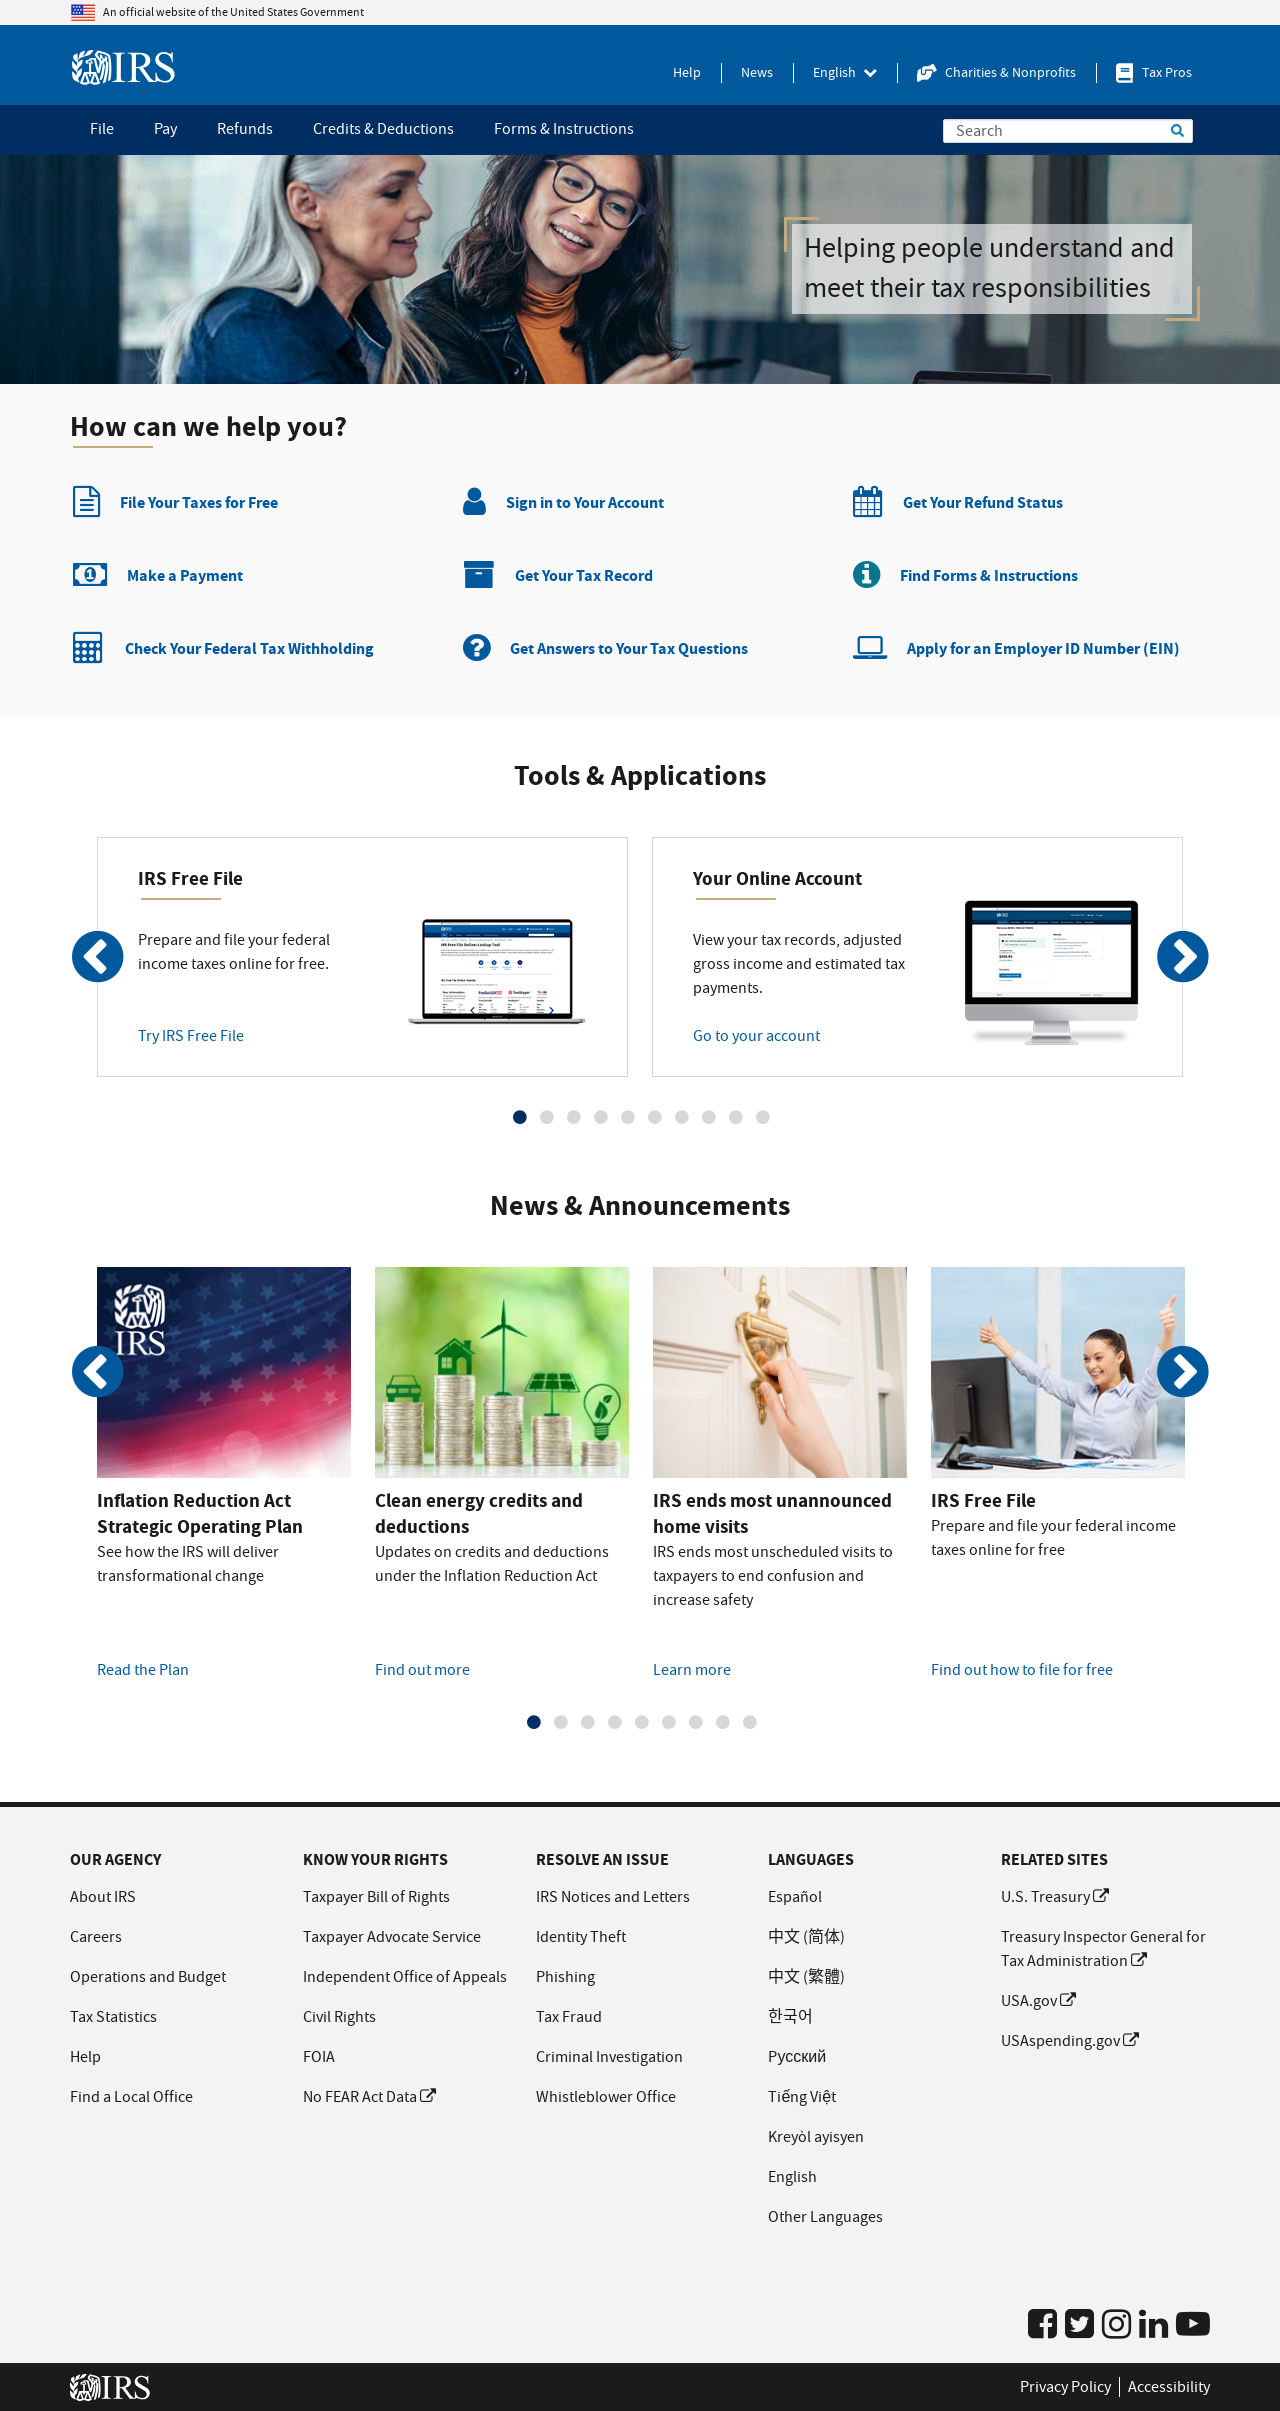 An official website of the United States Government
IRS
Help
News
English
Charities & Nonprofits
Tax Pros
File
Pay
Refunds
Credits & Deductions
Forms & Instructions
Search
Helping people understand and
meet their tax responsibilities
How can we help you?
File Your Taxes for Free
Sign in to Your Account
Get Your Refund Status
Make a Payment
Get Your Tax Record
Find Forms & Instructions
Check Your Federal Tax Withholding
Get Answers to Your Tax Questions
Apply for an Employer ID Number (EIN)
Tools & Applications
IRS Free File
Prepare and file your federal
income taxes online for free.
Try IRS Free File
Your Online Account
View your tax records, adjusted
gross income and estimated tax
payments.
Go to your account
News & Announcements
IRS
Inflation Reduction Act
Strategic Operating Plan
See how the IRS will deliver
transformational change
Read the Plan
Clean energy credits and
deductions
Updates on credits and deductions
under the Inflation Reduction Act
Find out more
IRS ends most unannounced
home visits
IRS ends most unscheduled visits to
taxpayers to end confusion and
increase safety
Learn more
IRS Free File
Prepare and file your federal income
taxes online for free
Find out how to file for free
OUR AGENCY
About IRS
Careers
Operations and Budget
Tax Statistics
Help
Find a Local Office
KNOW YOUR RIGHTS
Taxpayer Bill of Rights
Taxpayer Advocate Service
Independent Office of Appeals
Civil Rights
FOIA
No FEAR Act Data
RESOLVE AN ISSUE
IRS Notices and Letters
Identity Theft
Phishing
Tax Fraud
Criminal Investigation
Whistleblower Office
LANGUAGES
Español
中文 (简体)
中文 (繁體)
한국어
Pусский
Tiếng Việt
Kreyòl ayisyen
English
Other Languages
RELATED SITES
U.S. Treasury
Treasury Inspector General for
Tax Administration
USA.gov
USAspending.gov
IRS
Privacy Policy
Accessibility